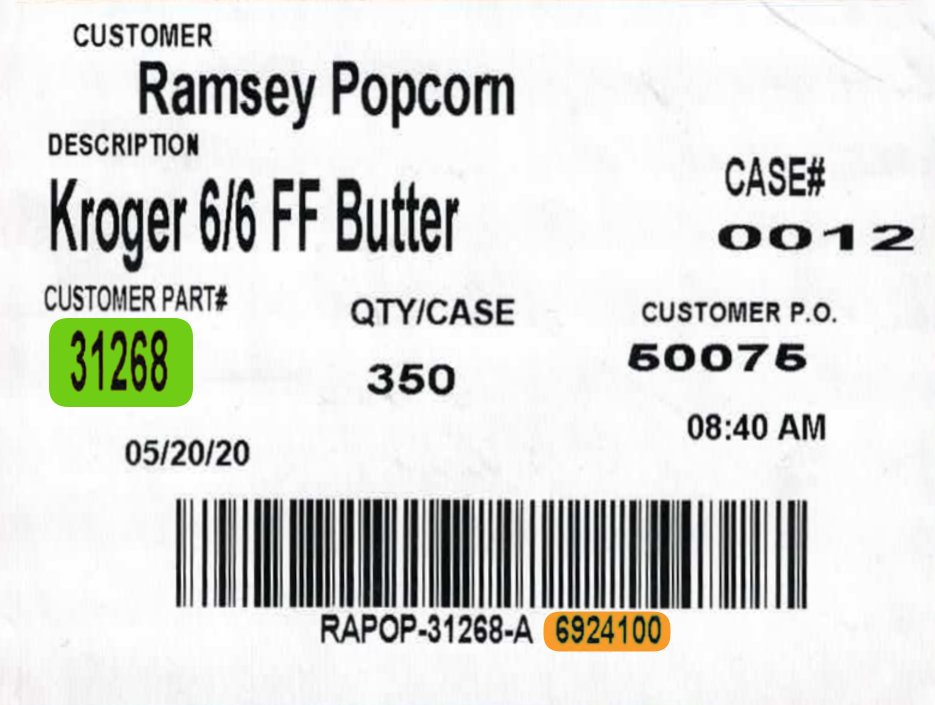 CUSTOMER
Ramsey Popcorn
DESCRIPTION
Kroger 6/6 FF Butter
CASE#
0012
CUSTOMER PART#
31268
QTY/CASE
350
CUSTOMER P.O.
50075
08:40 AM
05/20/20
RAPOP-31268-A 6924100